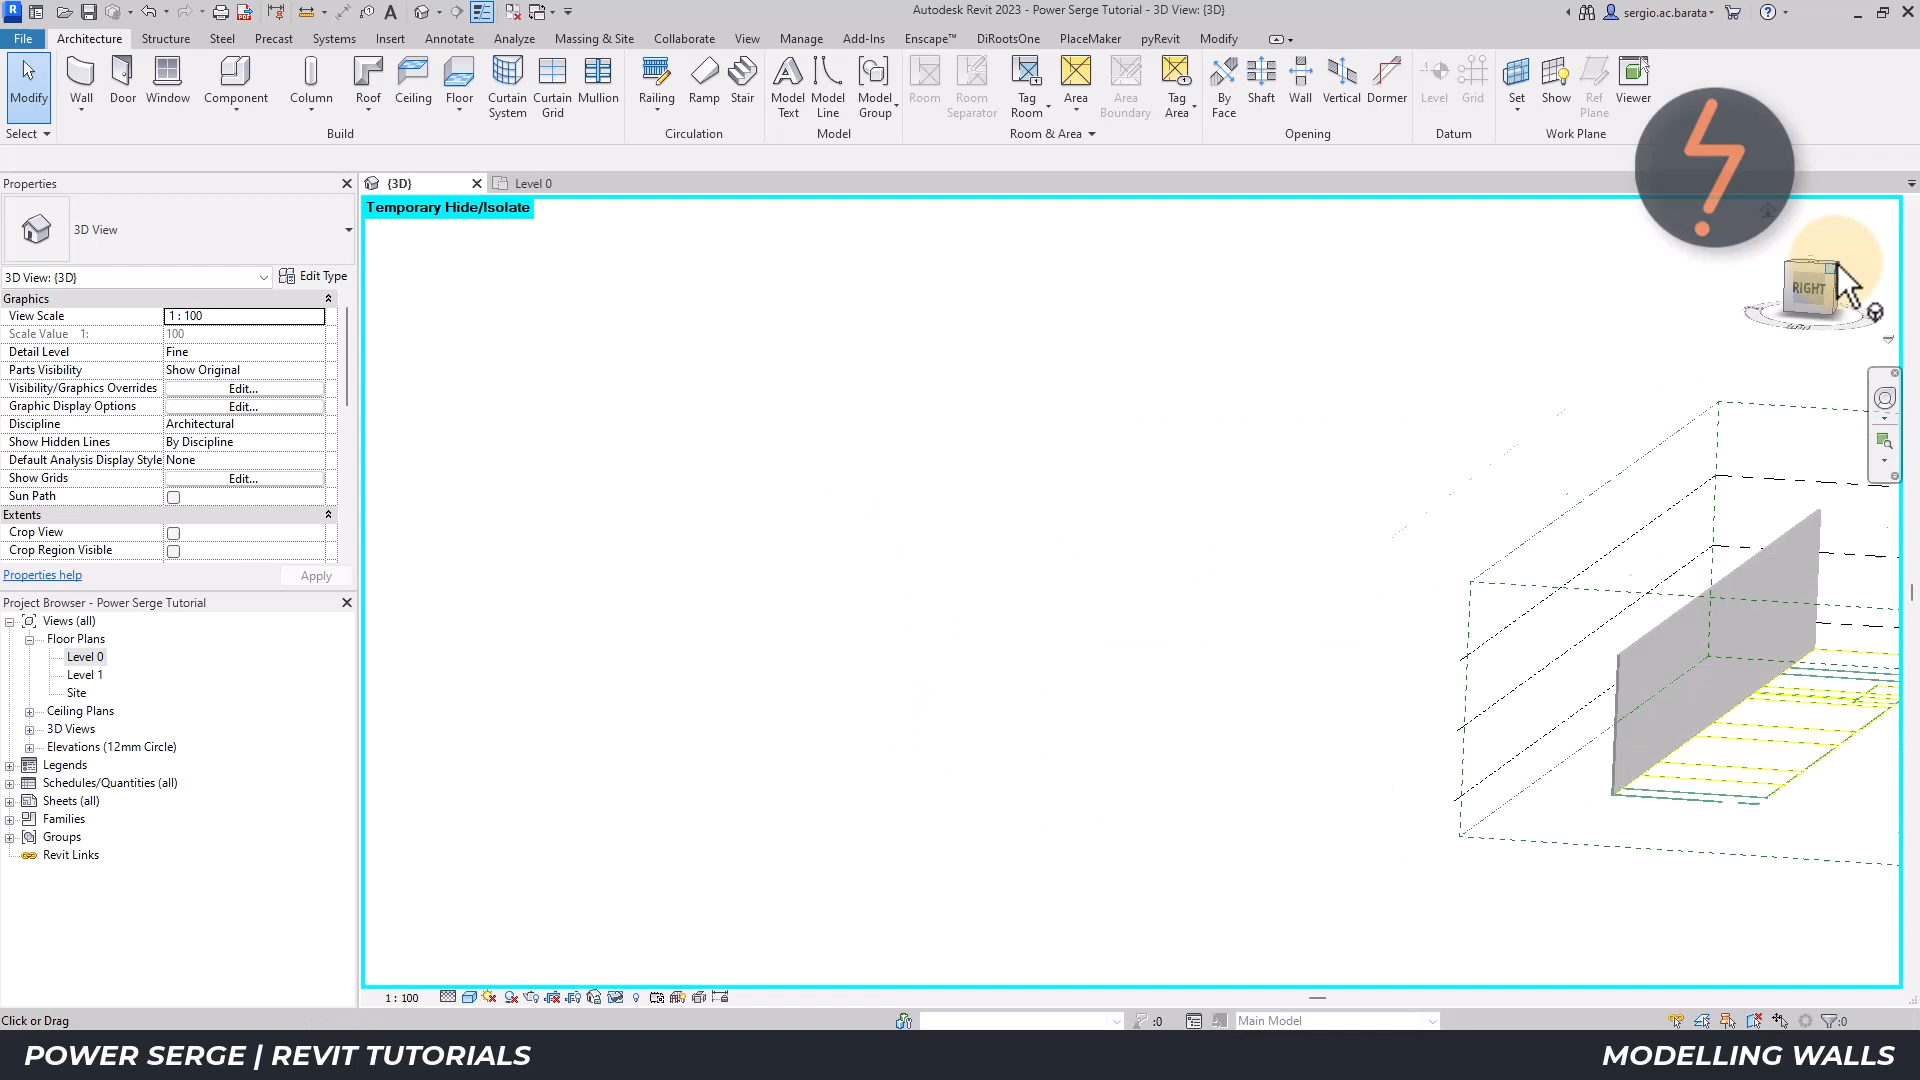 Autodesk Revit 2023 - Power Serge Tutorial - 3D View: {3D}
sergio.ac.barata
File Architecture Structure Steel Precast Systems Insert Annotate Analyze Massing & Site Collaborate View Manage Add-Ins Enscape™ DiRootsOne PlaceMaker pyRevit Modify
Modify Wall Door Window Component Column Roof Ceiling Floor Curtain System Curtain Grid Mullion Railing Ramp Stair Model Text Model Line Model Group Room Room Separator Tag Room Area Area Boundary Tag Area By Face Shaft Wall Vertical Dormer Level Grid Set Show Ref Plane Viewer
Select Build Circulation Model Room & Area Opening Datum Work Plane
Properties
{3D}
Level 0
Temporary Hide/Isolate
3D View
3D View: {3D}
Edit Type
Graphics
View Scale 1 : 100
Scale Value 1: 100
Detail Level Fine
Parts Visibility Show Original
Visibility/Graphics Overrides Edit...
Graphic Display Options Edit...
Discipline Architectural
Show Hidden Lines By Discipline
Default Analysis Display Style None
Show Grids Edit...
Sun Path
Extents
Crop View
Crop Region Visible
Properties help Apply
RIGHT
Project Browser - Power Serge Tutorial
Views (all)
Floor Plans
Level 0
Level 1
Site
Ceiling Plans
3D Views
Elevations (12mm Circle)
Legends
Schedules/Quantities (all)
Sheets (all)
Families
Groups
Revit Links
1 : 100
Click or Drag
:0
Main Model
:0
POWER SERGE | REVIT TUTORIALS
MODELLING WALLS